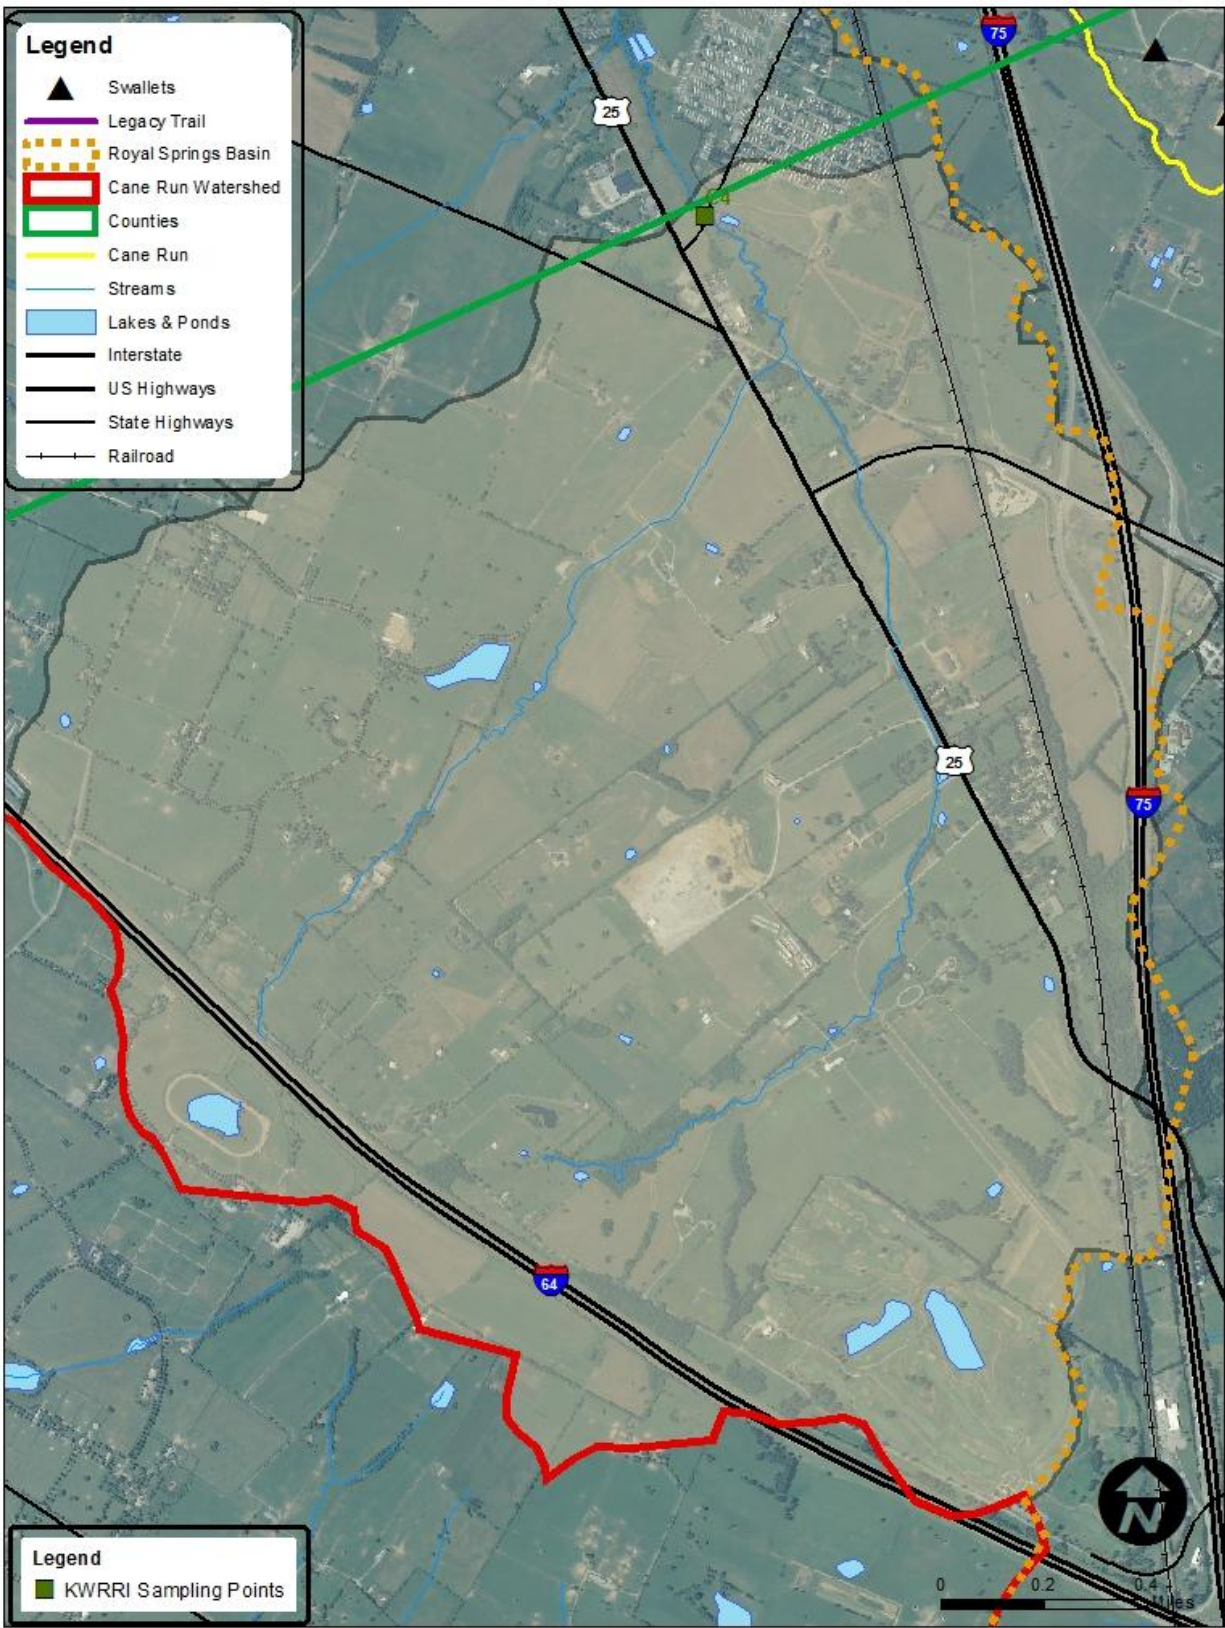 Legend
Swallets
Legacy Trail
Royal Springs Basin
Cane Run Watershed
Counties
Cane Run
Streams
Lakes & Ponds
Interstate
US Highways
State Highways
Railroad
75
25
25
75
64
N
0 0.2 0.4
Miles
Legend
KWRRI Sampling Points